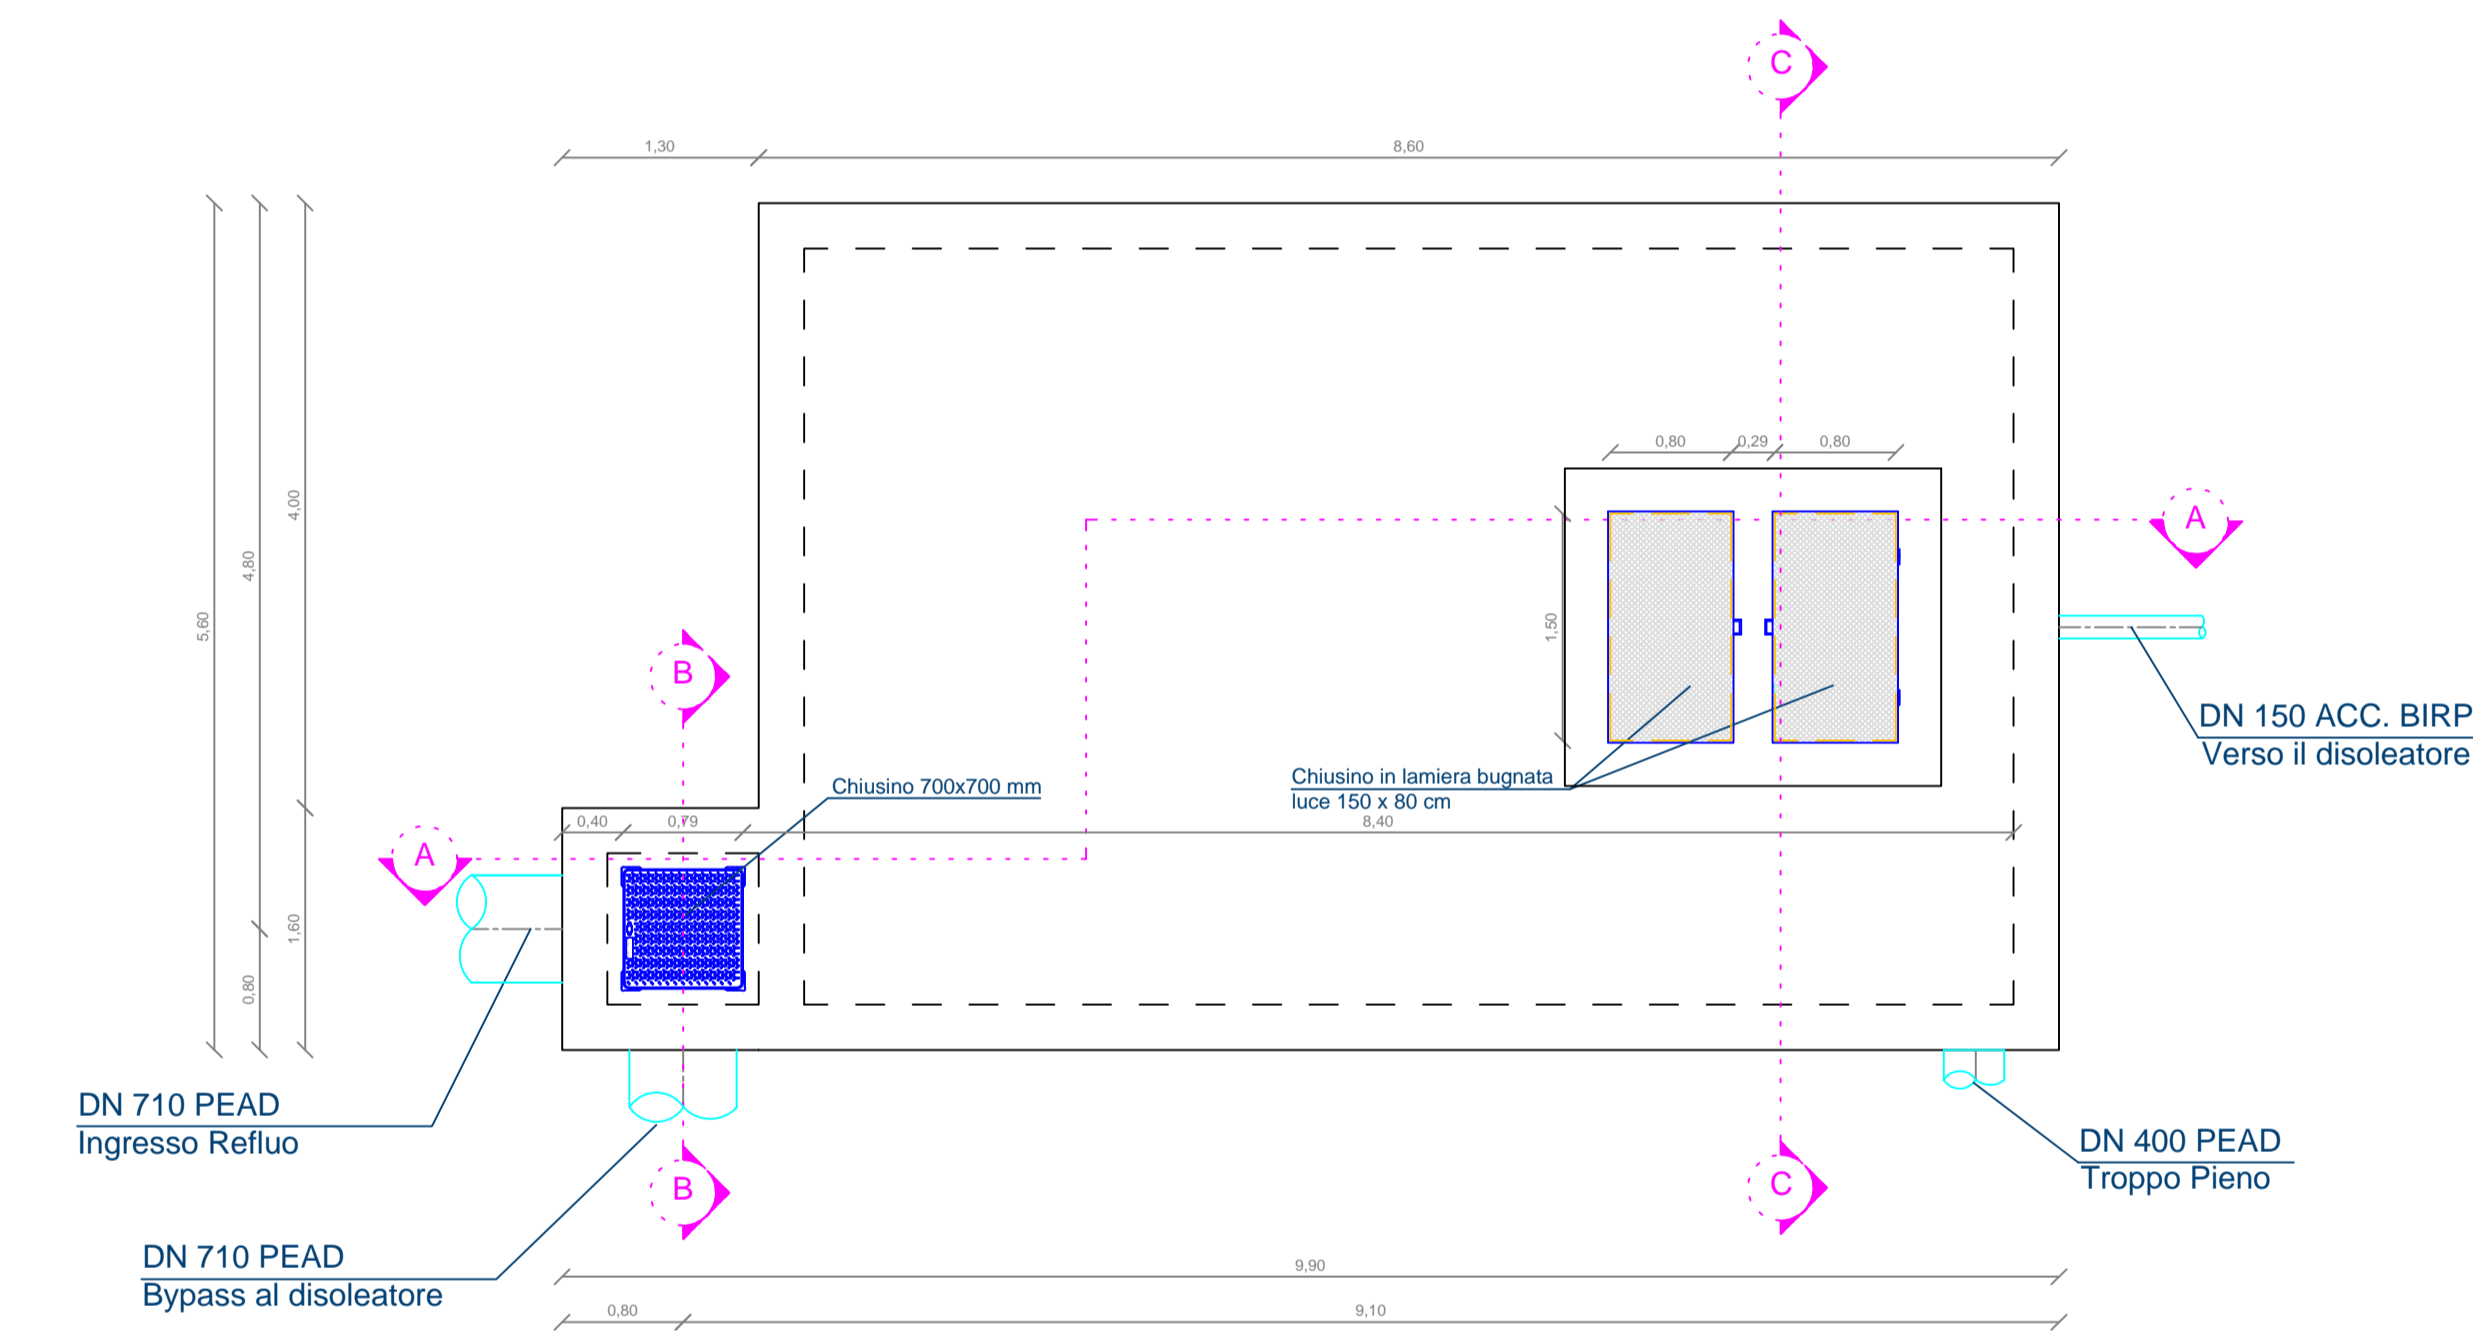 C
1,30
8,60
0,80
0,29
0,80
4,00
4,80
5,60
1,50
A
B
DN 150 ACC. BIRP
Verso il disoleatore
Chiusino 700x700 mm
Chiusino in lamiera bugnata
luce 150 x 80 cm
0,40
0,79
8,40
A
1,60
0,80
DN 710 PEAD
Ingresso Refluo
DN 400 PEAD
Troppo Pieno
B
C
DN 710 PEAD
Bypass al disoleatore
9,90
0,80
9,10